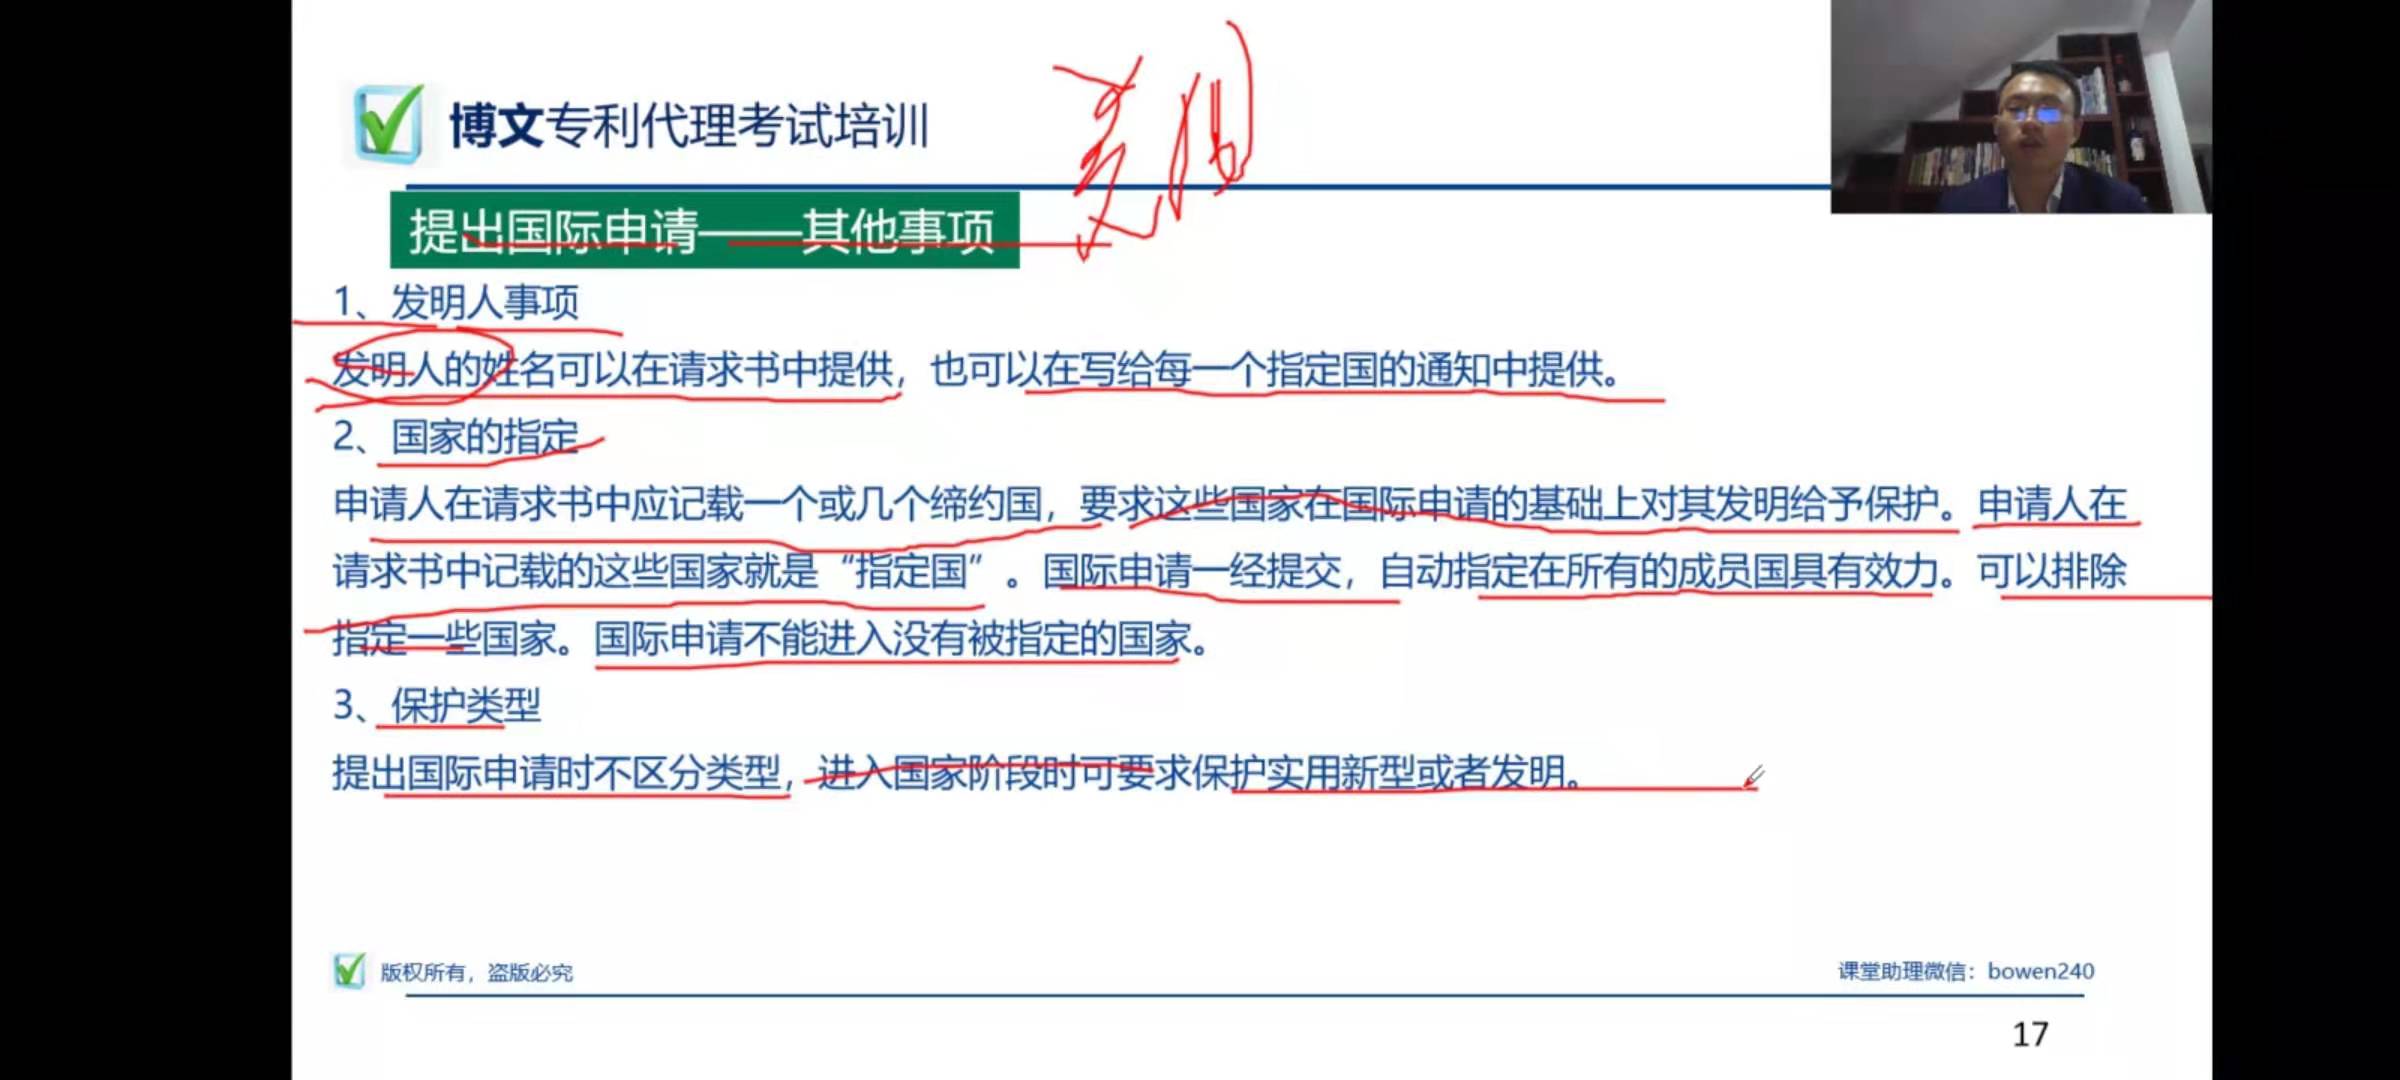 博文专利代理考试培训
提出国际申请——其他事项
1、发明人事项
发明人的姓名可以在请求书中提供，也可以在写给每一个指定国的通知中提供。
2、国家的指定
申请人在请求书中应记载一个或几个缔约国，要求这些国家在国际申请的基础上对其发明给予保护。申请人在
请求书中记载的这些国家就是“指定国”。国际申请一经提交，自动指定在所有的成员国具有效力。可以排除
指定一些国家。国际申请不能进入没有被指定的国家。
3、保护类型
提出国际申请时不区分类型，进入国家阶段时可要求保护实用新型或者发明。
版权所有，盗版必究
课堂助理微信：bowen240
17